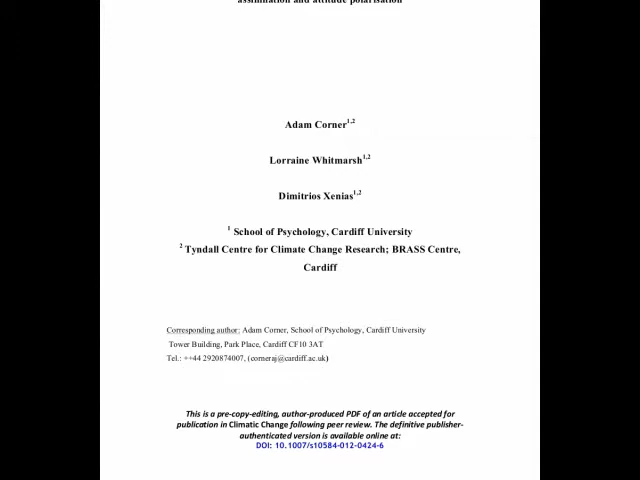 assimilation and attitude polarisation
Adam Corner1,2
Lorraine Whitmarsh1,2
Dimitrios Xenias1,2
1 School of Psychology, Cardiff University
2 Tyndall Centre for Climate Change Research; BRASS Centre,
Cardiff
Corresponding author: Adam Corner, School of Psychology, Cardiff University
Tower Building, Park Place, Cardiff CF10 3AT
Tel.: ++44 2920874007, (corneraj@cardiff.ac.uk)
This is a pre-copy-editing, author-produced PDF of an article accepted for
publication in Climatic Change following peer review. The definitive publisher-
authenticated version is available online at:
DOI: 10.1007/s10584-012-0424-6